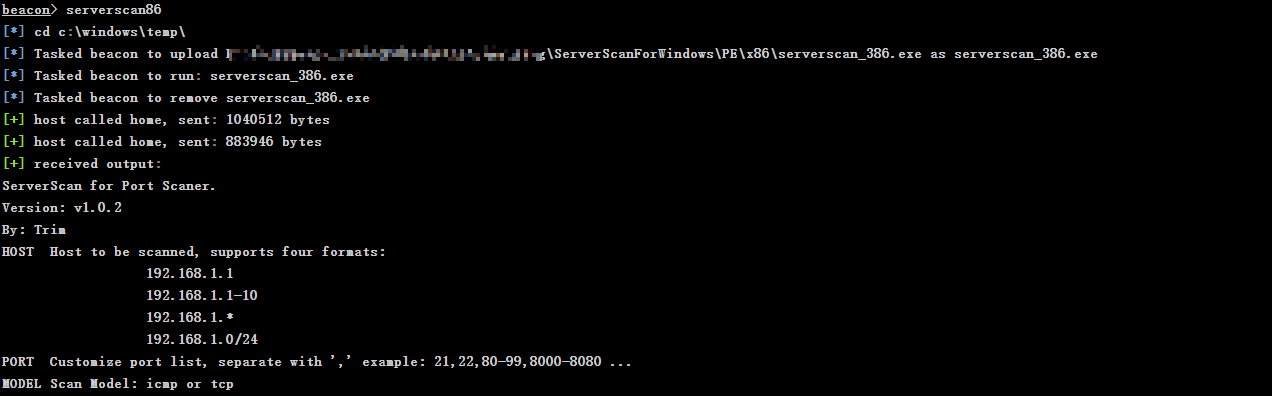 beacon> serverscan86
[*] cd c:\windows\temp\
[*] Tasked beacon to upload g\ServerScanForWindows\PE\x86\serverscan_386.exe as serverscan_386.exe
[*] Tasked beacon to run: serverscan_386.exe
[*] Tasked beacon to remove serverscan_386.exe
[+] host called home, sent: 1040512 bytes
[+] host called home, sent: 883946 bytes
[+] received output:
ServerScan for Port Scaner.
Version: v1.0.2
By: Trim
HOST  Host to be scanned, supports four formats:
192.168.1.1
192.168.1.1-10
192.168.1.*
192.168.1.0/24
PORT  Customize port list, separate with ',' example: 21,22,80-99,8000-8080 ...
MODEL Scan Model: icmp or tcp